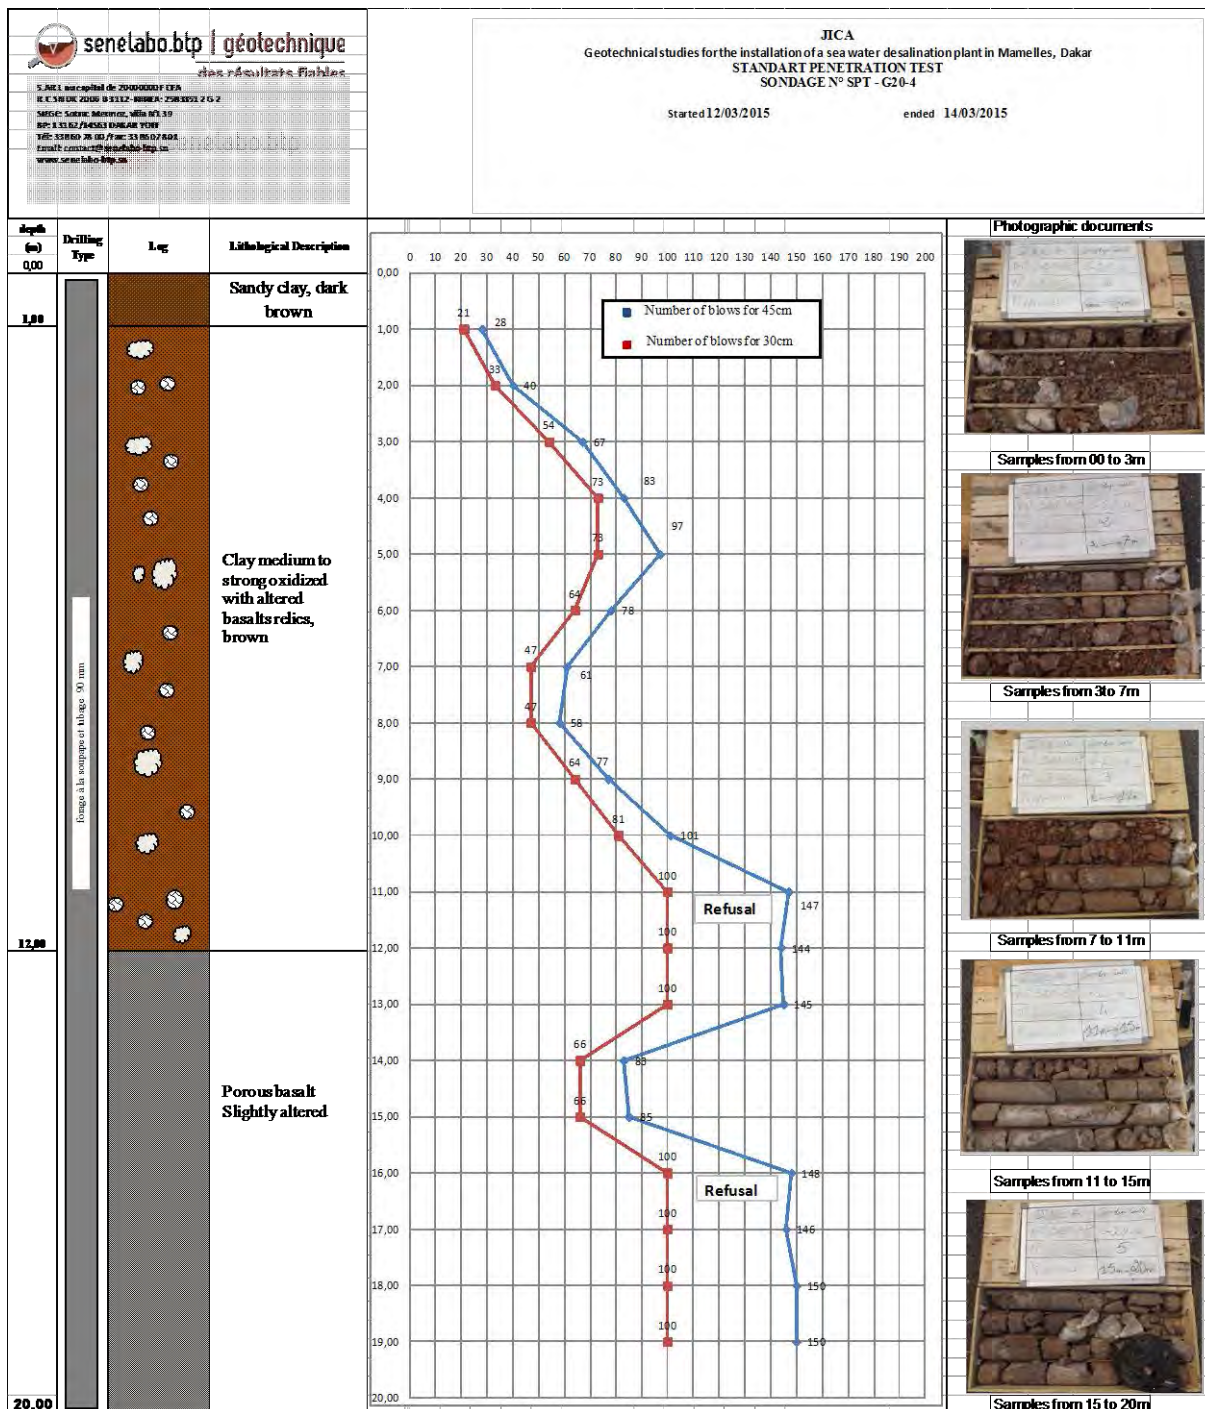 senelabo.btp | géotechnique
des résultats fiables
www.senelabo-btp.sn
JICA
Geotechnical studies for the installation of a sea water desalination plant in Mamelles, Dakar
STANDART PENETRATION TEST
SONDAGE N° SPT - G20-4
Started 12/03/2015 ended 14/03/2015
depth
(m)
0,00
Drilling
Type
Log
Lithological Description
Photographic documents
0 10 20 30 40 50 60 70 80 90 100 110 120 130 140 150 160 170 180 190 200
0,00
Sandy clay, dark
brown
1,00
Number of blows for 45cm
Number of blows for 30cm
1,00
21
28
2,00
33
40
3,00
54
67
4,00
73
83
5,00
73
97
6,00
64
78
7,00
47
61
8,00
47
58
9,00
64
77
10,00
81
101
11,00
100
147
Refusal
12,00
100
144
13,00
100
145
14,00
66
83
15,00
66
85
16,00
100
148
Refusal
17,00
100
146
18,00
100
150
19,00
100
150
20,00
Clay medium to
strong oxidized
with altered
basalts relics,
brown
forage à la soupape et tubage 90 mm
12,00
Porous basalt
Slightly altered
20,00
Samples from 00 to 3m
Samples from 3to 7m
Samples from 7 to 11m
Samples from 11 to 15m
5
15m-20m
Samples from 15 to 20m